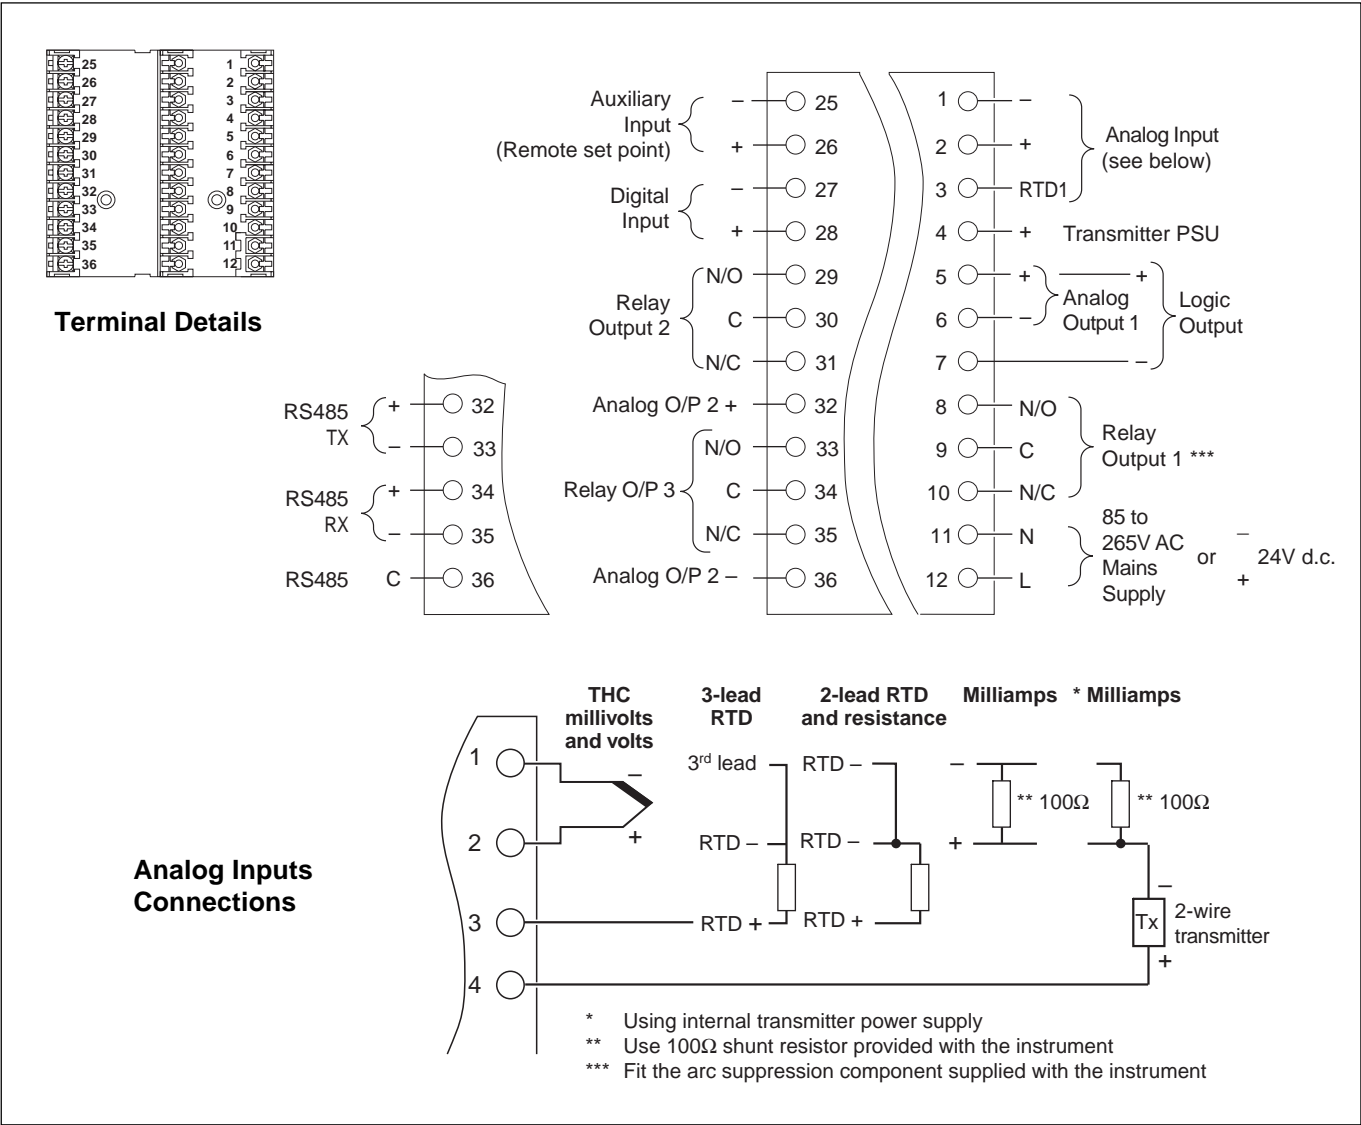 25
26
27
28
29
30
31
32
33
34
35
36
1
2
3
4
5
6
7
8
9
10
11
12
Terminal Details
Auxiliary
Input
(Remote set point)
– 25
+ 26
Digital
Input
– 27
+ 28
Relay
Output 2
N/O 29
C 30
N/C 31
Analog O/P 2 + 32
Relay O/P 3
N/O 33
C 34
N/C 35
Analog O/P 2 – 36
RS485
TX
+ 32
– 33
RS485
RX
+ 34
– 35
RS485 C 36
1 –
2 +
3 RTD1
Analog Input
(see below)
4 + Transmitter PSU
5 + +
6 –
Analog
Output 1
7 –
Logic
Output
8 N/O
9 C
10 N/C
Relay
Output 1 ***
11 N
12 L
85 to
265V AC
Mains
Supply
or
–
+
24V d.c.
Analog Inputs
Connections
1
2
3
4
THC
millivolts
and volts
–
+
3-lead
RTD
3rd lead
RTD –
RTD +
2-lead RTD
and resistance
RTD –
RTD –
RTD +
Milliamps
–
** 100Ω
+
* Milliamps
** 100Ω
–
Tx
+
2-wire
transmitter
* Using internal transmitter power supply
** Use 100Ω shunt resistor provided with the instrument
*** Fit the arc suppression component supplied with the instrument